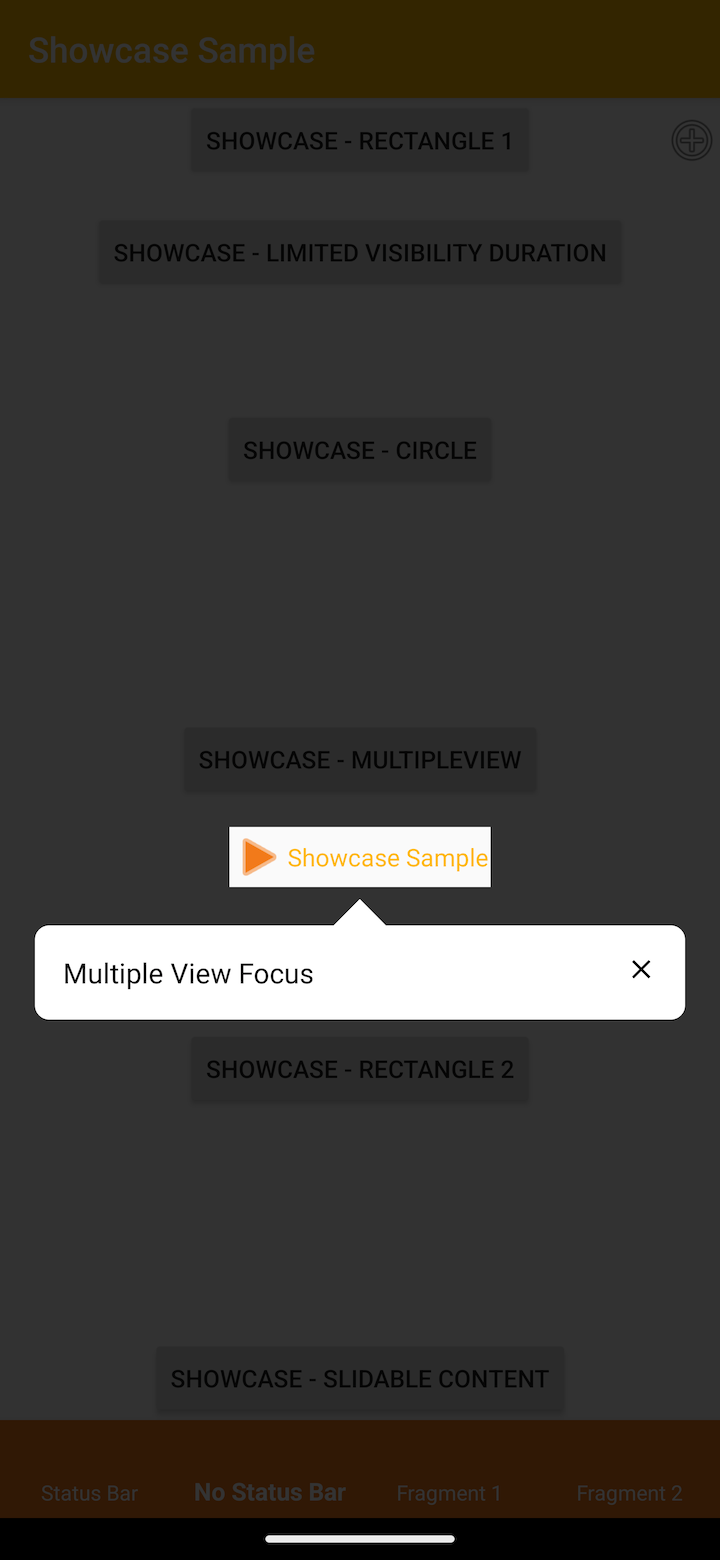 Showcase Sample
SHOWCASE - RECTANGLE 1
SHOWCASE - LIMITED VISIBILITY DURATION
SHOWCASE - CIRCLE
SHOWCASE - MULTIPLEVIEW
Showcase Sample
Multiple View Focus
SHOWCASE - RECTANGLE 2
SHOWCASE - SLIDABLE CONTENT
Status Bar No Status Bar Fragment 1 Fragment 2